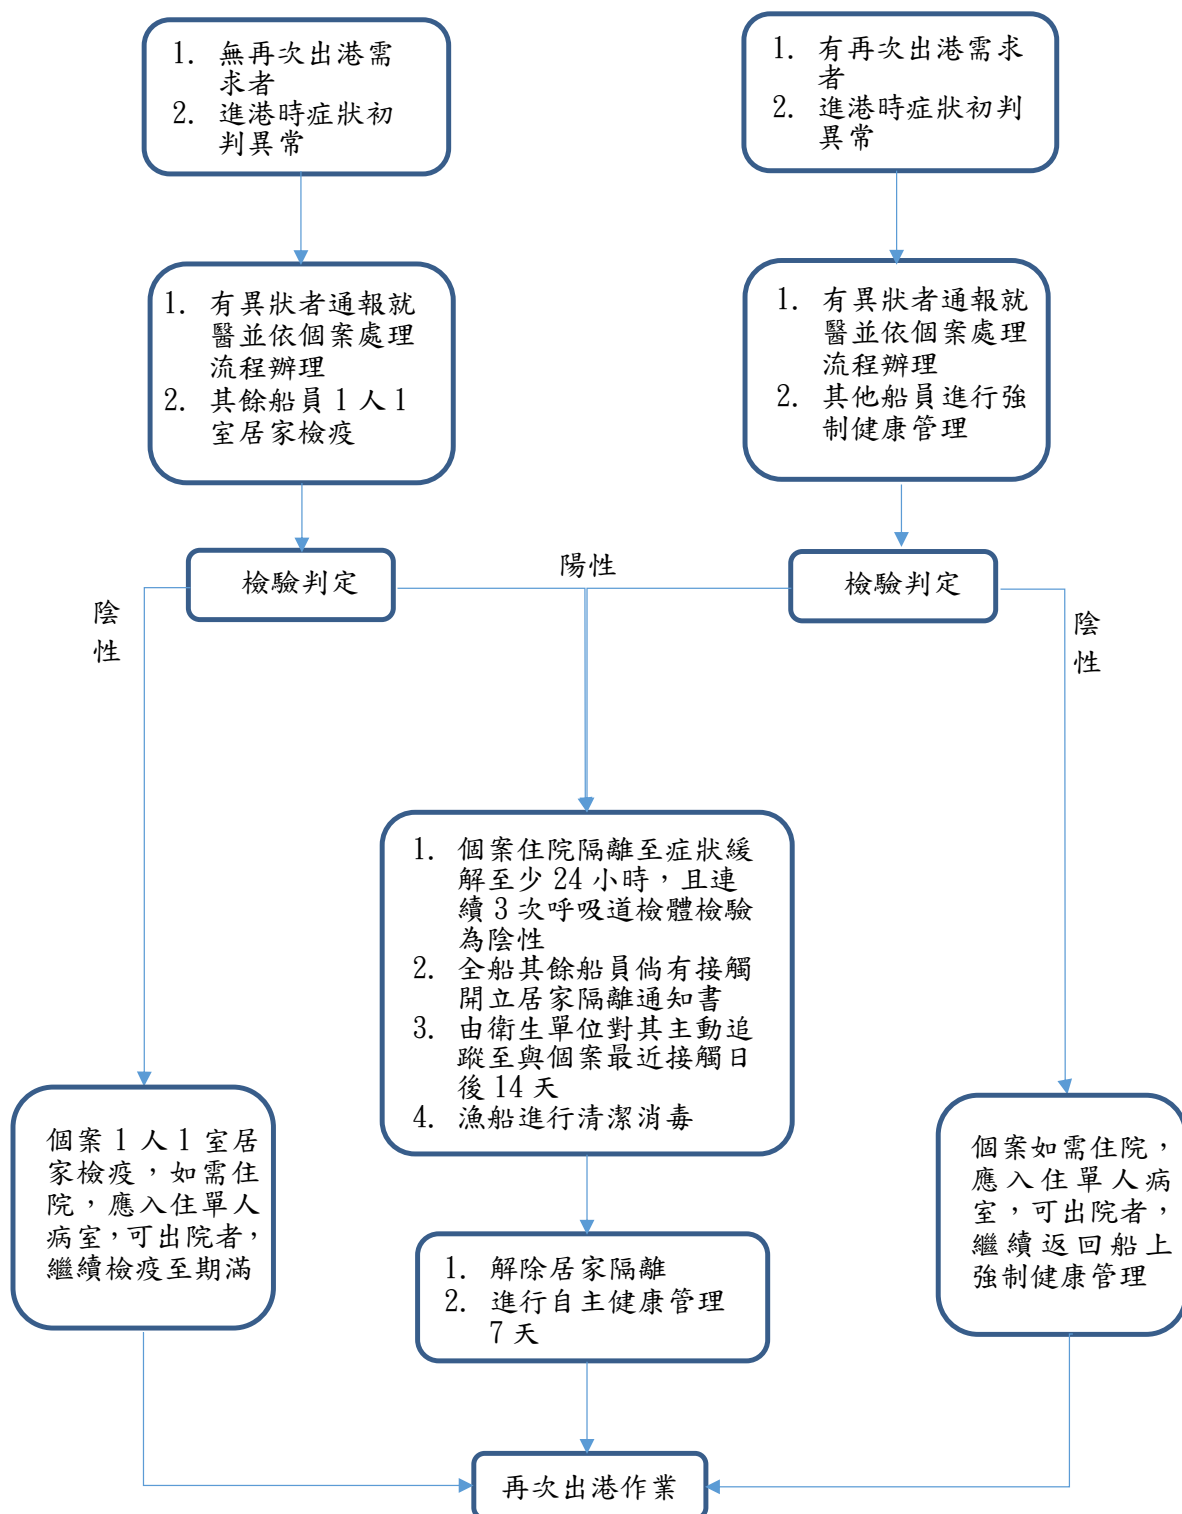 1. 無再次出港需
求者
2. 進港時症狀初
判異常
1. 有再次出港需求
者
2. 進港時症狀初判
異常
1. 有異狀者通報就
醫並依個案處理
流程辦理
2. 其餘船員 1 人 1
室居家檢疫
1. 有異狀者通報就
醫並依個案處理
流程辦理
2. 其他船員進行強
制健康管理
檢驗判定
陽性
檢驗判定
陰
性
陰
性
1. 個案住院隔離至症狀緩
解至少 24 小時，且連
續 3 次呼吸道檢體檢驗
為陰性
2. 全船其餘船員倘有接觸
開立居家隔離通知書
3. 由衛生單位對其主動追
蹤至與個案最近接觸日
後 14 天
4. 漁船進行清潔消毒
個案 1 人 1 室居
家檢疫，如需住
院，應入住單人
病室，可出院者，
繼續檢疫至期滿
個案如需住院，
應入住單人病
室，可出院者，
繼續返回船上
強制健康管理
1. 解除居家隔離
2. 進行自主健康管理
7 天
再次出港作業